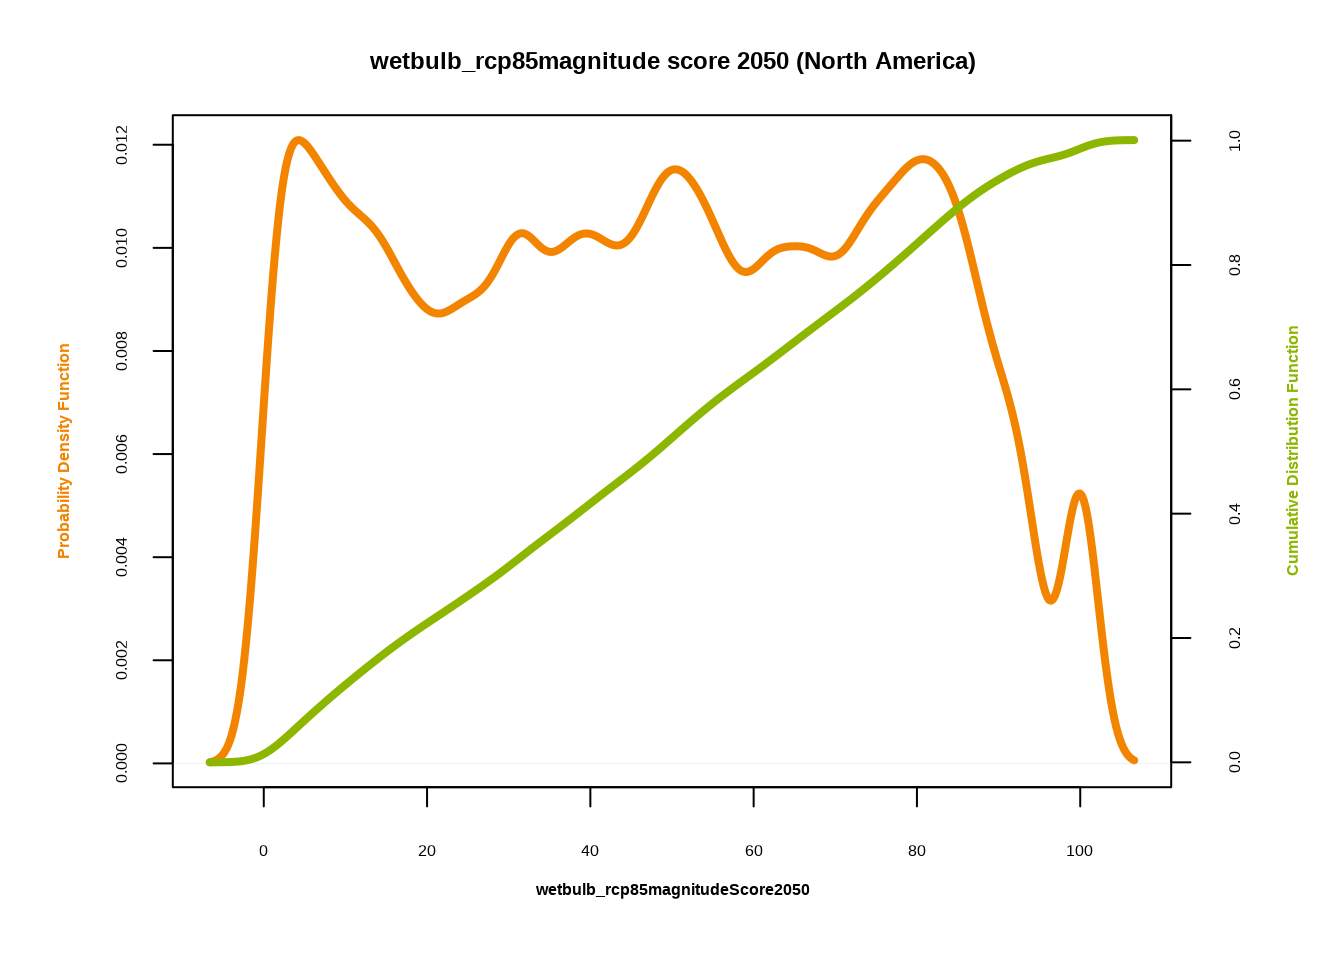 wetbulb_rcp85magnitude score 2050 (North America)
Probability Density Function
0.012
0.010
0.008
0.006
0.004
0.002
0.000
1.0
0.8
0.6
0.4
0.2
0.0
Cumulative Distribution Function
0 20 40 60 80 100
wetbulb_rcp85magnitudeScore2050